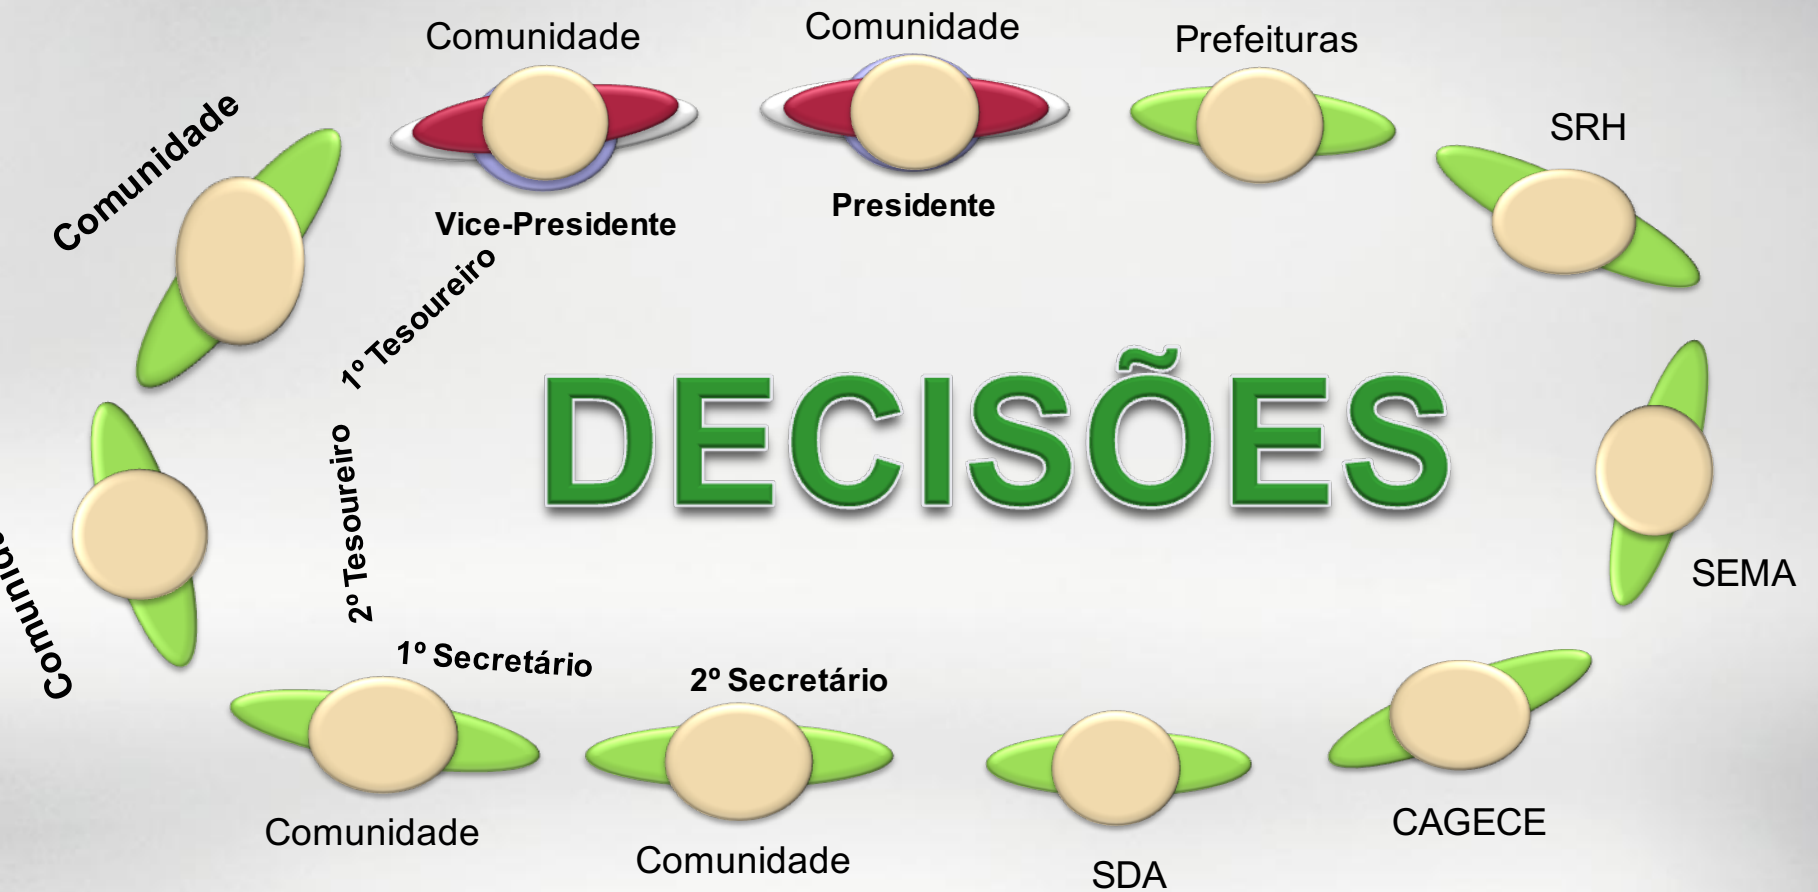 Comunidade
Comunidade
Prefeituras
SRH
Comunidade
Vice-Presidente
Presidente
1º Tesoureiro
DECISÕES
2º Tesoureiro
SEMA
1º Secretário
2º Secretário
Comunidade
Comunidade
SDA
CAGECE